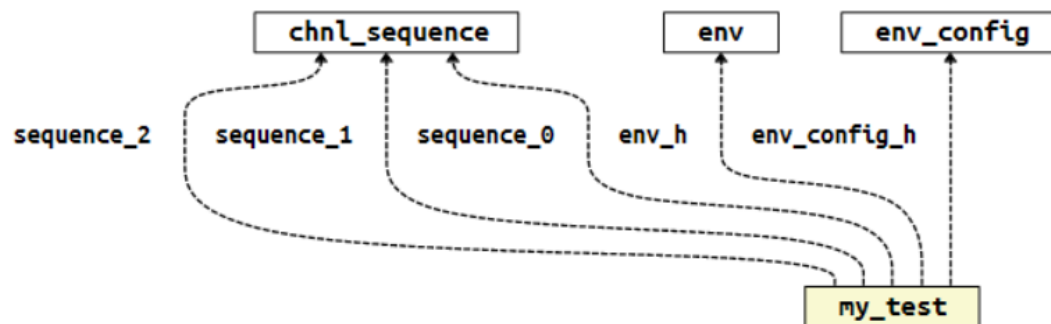 chnl_sequence env env_config
sequence_2 sequence_1 sequence_0 env_h env_config_h
my_test